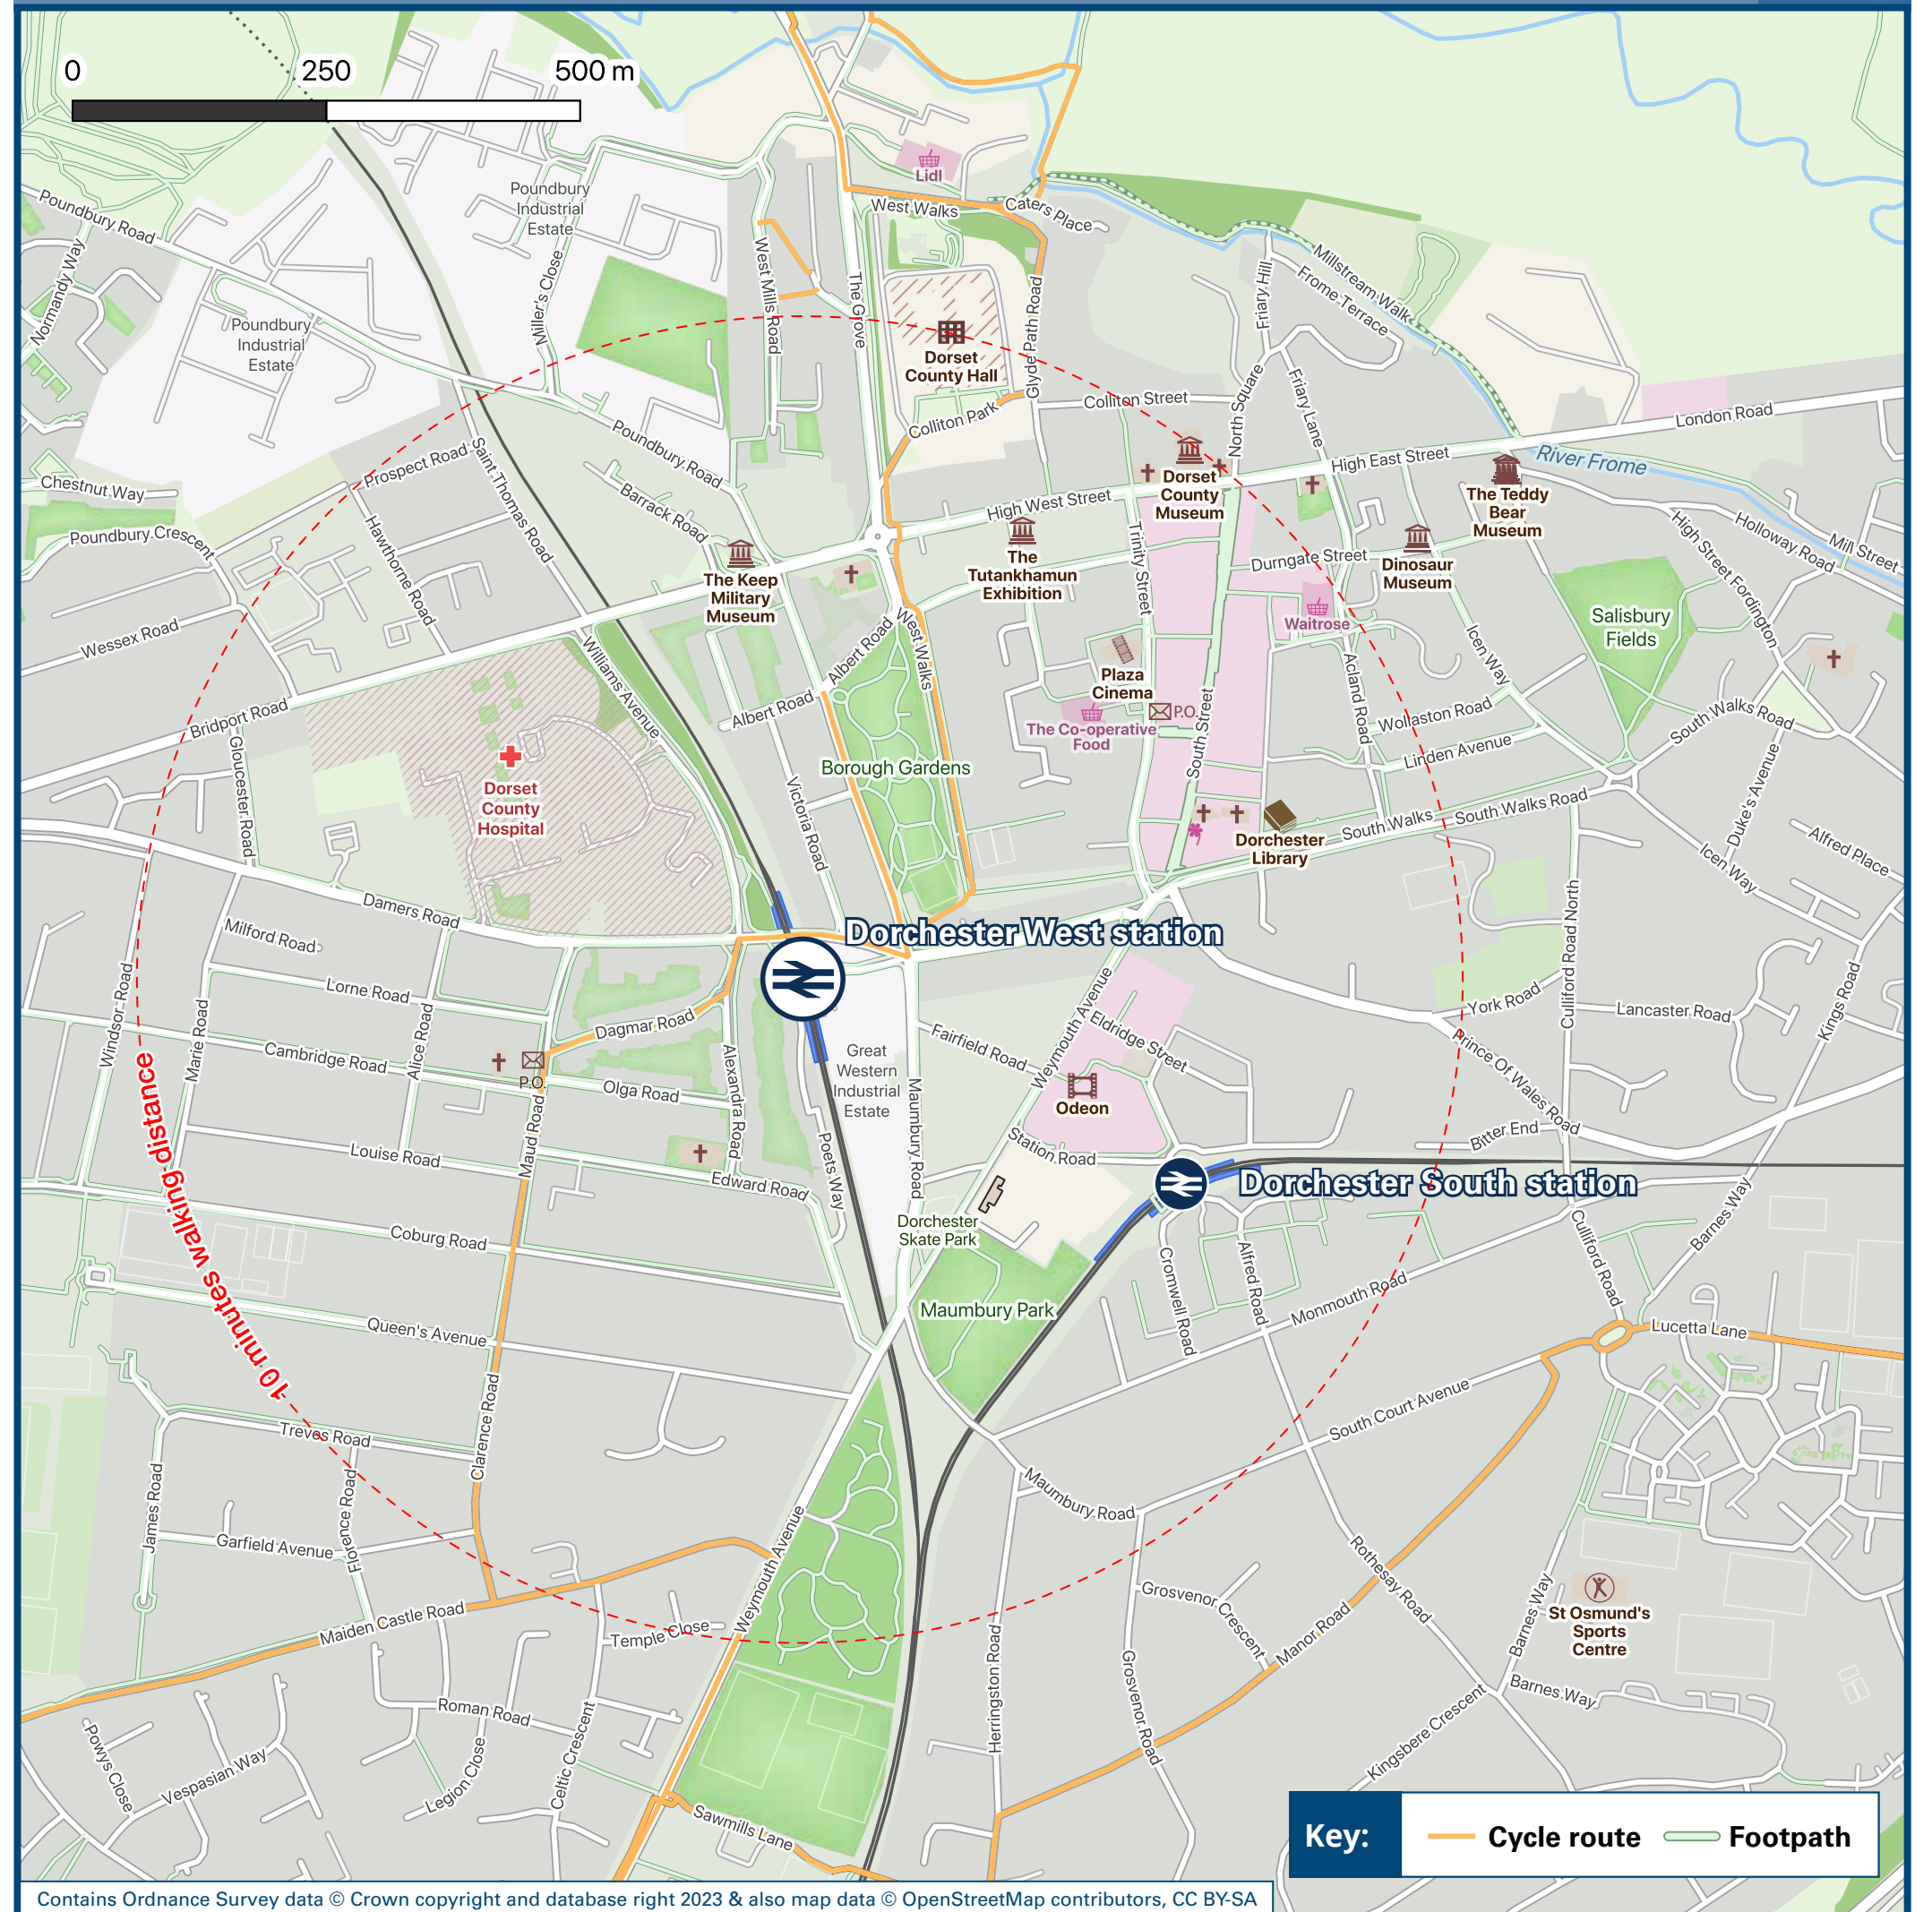 0 250 500 m
Poundbury Road
Normandy Way
Poundbury
Industrial
Estate
Poundbury
Industrial
Estate
Miller's Close
West Mills Road
The Grove
Lidl
West Walks
Caters Place
Glyde Path Road
Dorset
County Hall
Colliton Park
Colliton Street
Friary Hill
Frome Terrace
Millstream Walk
North Square
Friary Lane
High East Street
London Road
River Frome
Chestnut Way
Poundbury Crescent
Prospect Road
Saint Thomas Road
Poundbury Road
Barrack Road
Hawthorne Road
Wessex Road
The Keep
Military
Museum
High West Street
The
Tutankhamun
Exhibition
Dorset
County
Museum
Trinity Street
Durngate Street
Dinosaur
Museum
The Teddy
Bear
Museum
High Street Fordington
Holloway Road
Mill Street
Salisbury
Fields
Waitrose
Icen Way
Acland Road
Wollaston Road
Linden Avenue
South Walks Road
Plaza
Cinema
P.O.
The Co-operative
Food
South Street
Bridport Road
Gloucester Road
Williams Avenue
Albert Road
Albert Road
West Walks
Borough Gardens
Victoria Road
Dorset
County
Hospital
Dorchester
Library
South Walks
South Walks Road
Duke's Avenue
Icen Way
Alfred Place
Damers Road
Milford Road
Lorne Road
Windsor Road
Marie Road
Alice Road
Cambridge Road
Dagmar Road
P.O.
Olga Road
Alexandra Road
Louise Road
Maud Road
Edward Road
Dorchester West station
Great
Western
Industrial
Estate
Poets Way
Maumbury Road
Fairfield Road
Weymouth Avenue
Eldridge Street
Odeon
Station Road
Culliford Road North
York Road
Lancaster Road
Kings Road
Prince Of Wales Road
Bitter End
Dorchester South station
Dorchester
Skate Park
Maumbury Park
Cromwell Road
Alfred Road
Monmouth Road
Culliford Road
Barnes Way
Lucetta Lane
10 minutes walking distance
Coburg Road
Queen's Avenue
Treves Road
James Road
Florence Road
Clarence Road
Garfield Avenue
Maiden Castle Road
Weymouth Avenue
Temple Close
South Court Avenue
Maumbury Road
Rothesay Road
Grosvenor Crescent
Manor Road
Herringston Road
Grosvenor Road
St Osmund's
Sports
Centre
Barnes Way
Barnes Way
Kingsbere Crescent
Roman Road
Powys Close
Vespasian Way
Legion Close
Celtic Crescent
Sawmills Lane
Key: Cycle route Footpath
Contains Ordnance Survey data © Crown copyright and database right 2023 & also map data © OpenStreetMap contributors, CC BY-SA